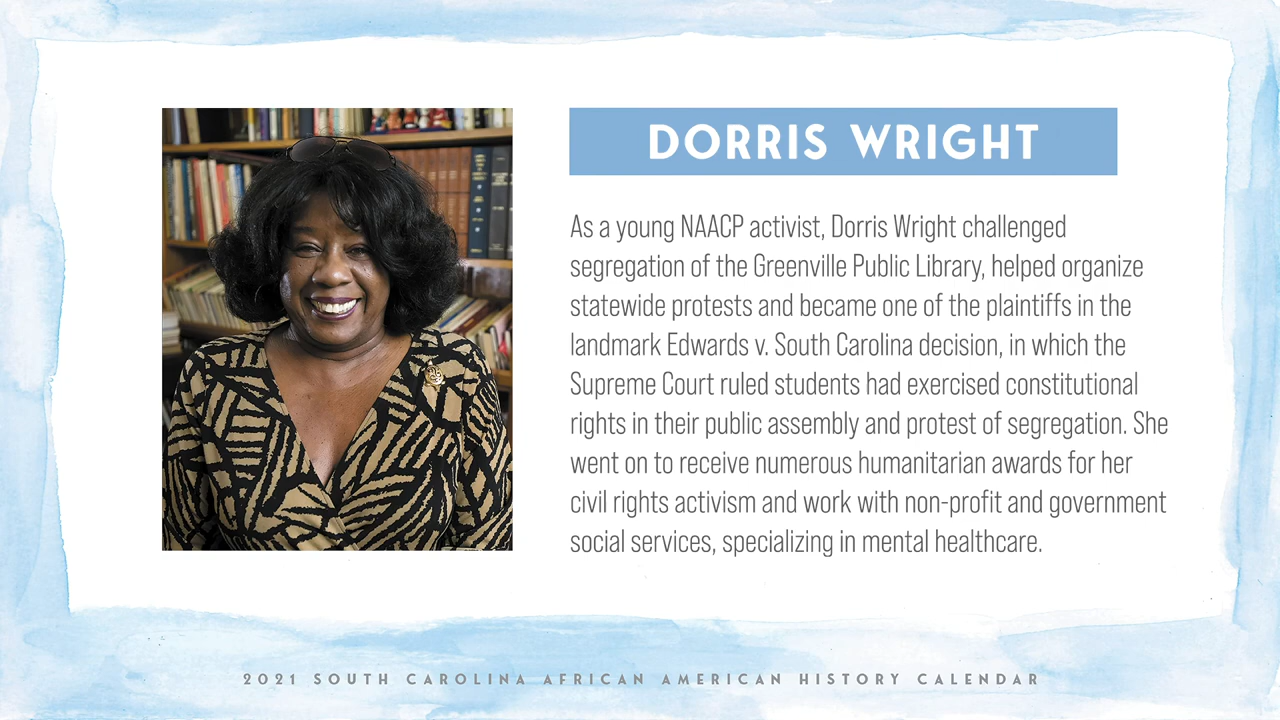 DORRIS WRIGHT
As a young NAACP activist, Dorris Wright challenged
segregation of the Greenville Public Library, helped organize
statewide protests and became one of the plaintiffs in the
landmark Edwards v. South Carolina decision, in which the
Supreme Court ruled students had exercised constitutional
rights in their public assembly and protest of segregation. She
went on to receive numerous humanitarian awards for her
civil rights activism and work with non-profit and government
social services, specializing in mental healthcare.
2021 SOUTH CAROLINA AFRICAN AMERICAN HISTORY CALENDAR